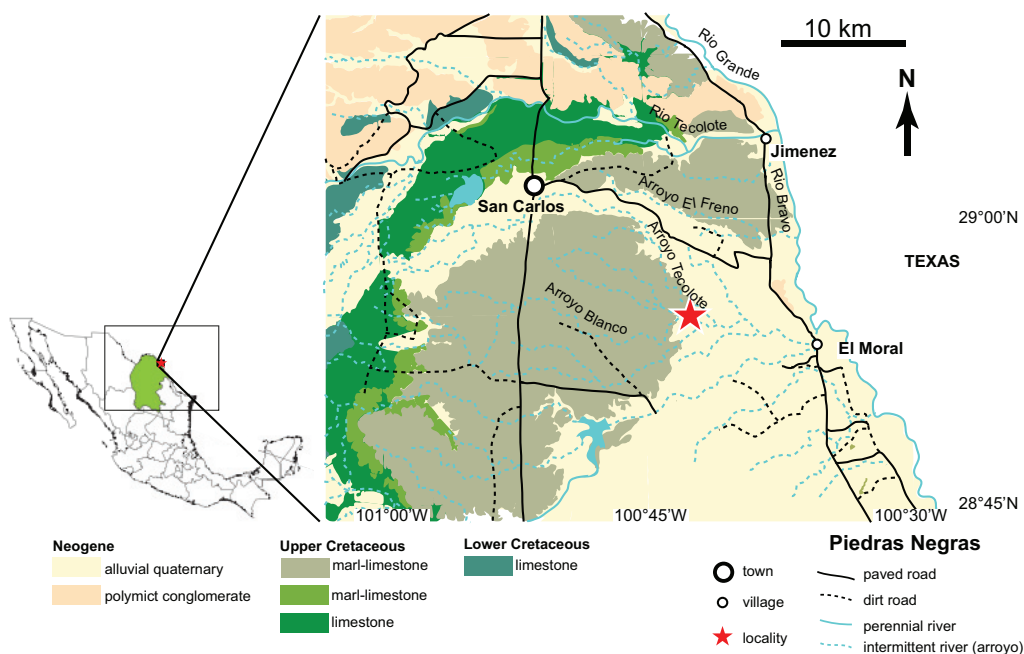 10 km
N
Rio Grande
Rio Tecolote
Jimenez
Arroyo El Freno
Rio Bravo
San Carlos
29°00’N
TEXAS
Arroyo Tecolote
Arroyo Blanco
El Moral
28°45’N
101°00’W
100°45’W
100°30’W
Piedras Negras
Neogene
alluvial quaternary
polymict conglomerate
Upper Cretaceous
marl-limestone
marl-limestone
limestone
Lower Cretaceous
limestone
town
village
locality
paved road
dirt road
perennial river
intermittent river (arroyo)